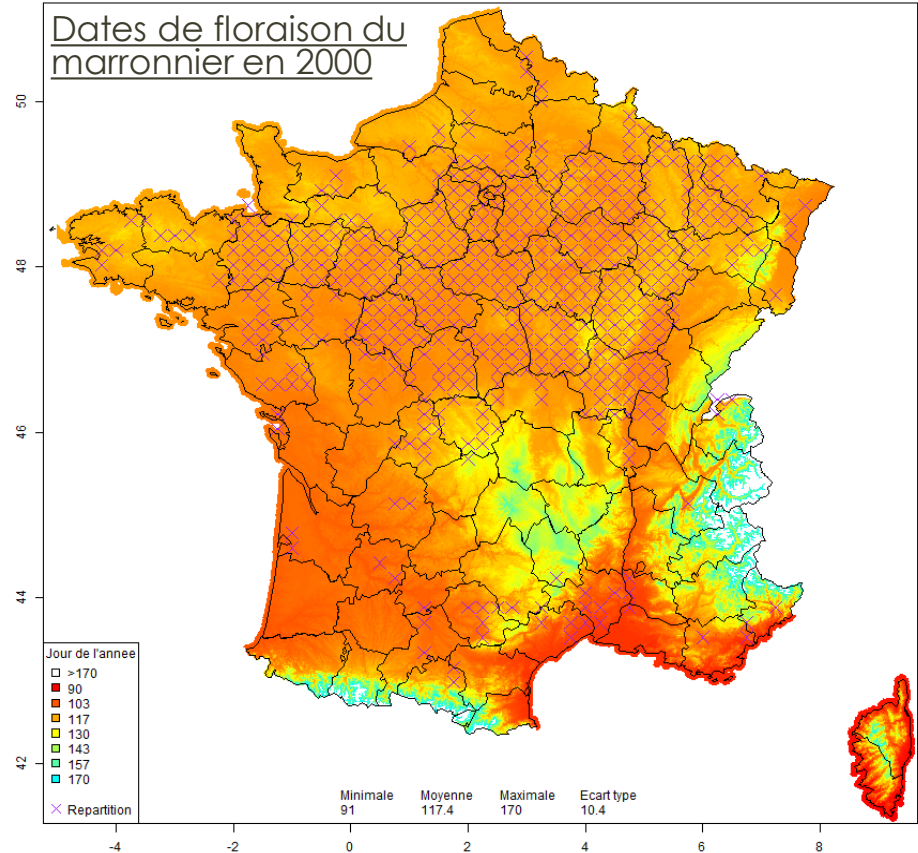 Dates de floraison du
marronnier en 2000
50
48
46
44
42
Jour de l'annee
>170
90
103
117
130
143
157
170
Repartition
Minimale Moyenne Maximale Ecart type
91 117.4 170 10.4
-4 -2 0 2 4 6 8